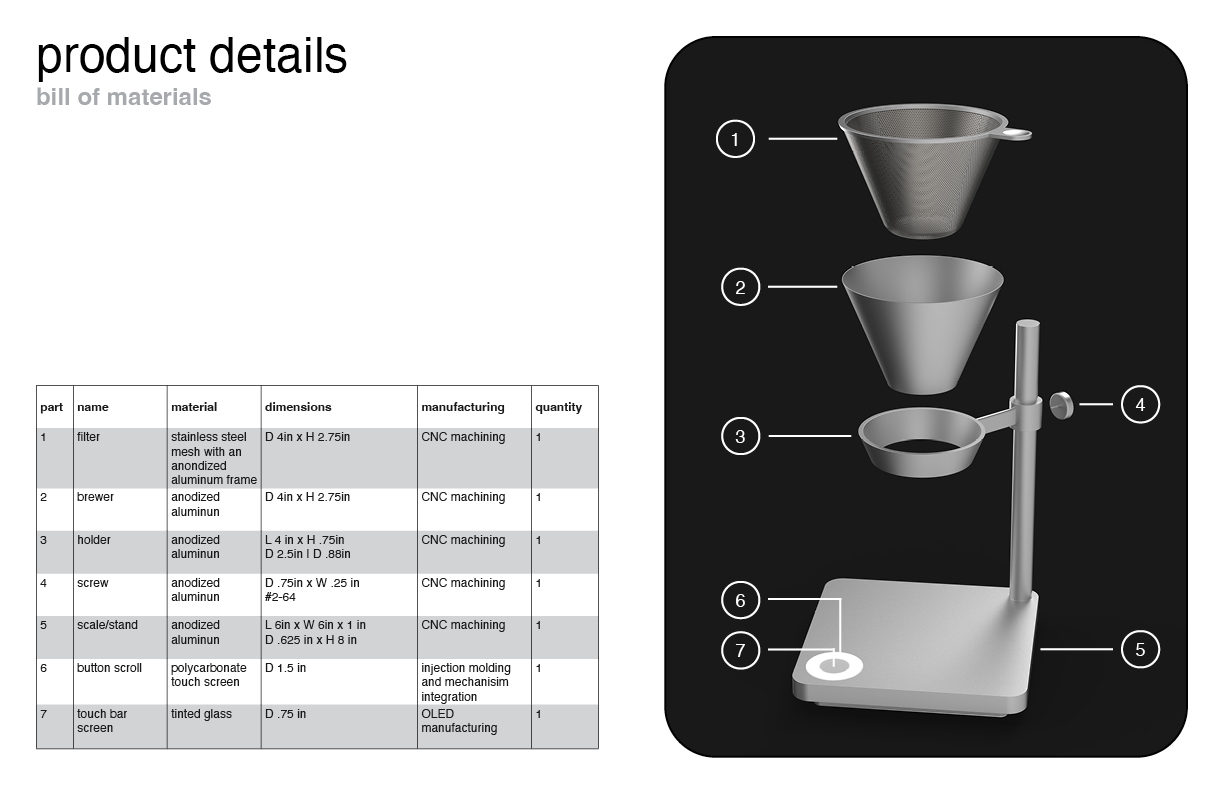 product details
bill of materials
part name material dimensions manufacturing quantity
1 filter stainless steel D 4in x H 2.75in CNC machining 1
mesh with an
anondized
aluminum frame
2 brewer anodized D 4in x H 2.75in CNC machining 1
aluminun
3 holder anodized L 4 in x H .75in CNC machining 1
aluminun D 2.5in | D .88in
4 screw anodized D .75in x W .25 in CNC machining 1
aluminun #2-64
5 scale/stand anodized L 6in x W 6in x 1 in CNC machining 1
aluminun D .625 in x H 8 in
6 button scroll polycarbonate D 1.5 in injection molding 1
touch screen and mechanisim
integration
7 touch bar tinted glass D .75 in OLED 1
screen manufacturing
1
2
4
3
6
7
5